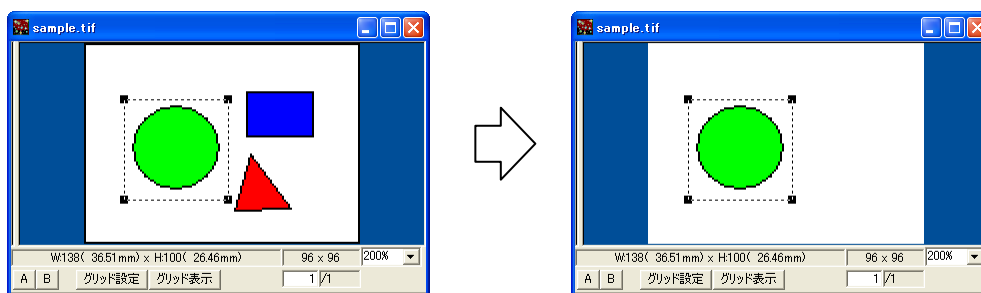 sample.tif
W:138( 36.51mm) × H:100( 26.46mm) 96 × 96 200%
A B グリッド設定 グリッド表示 1 /1
sample.tif
W:138( 36.51mm) × H:100( 26.46mm) 96 × 96 200%
A B グリッド設定 グリッド表示 1 /1